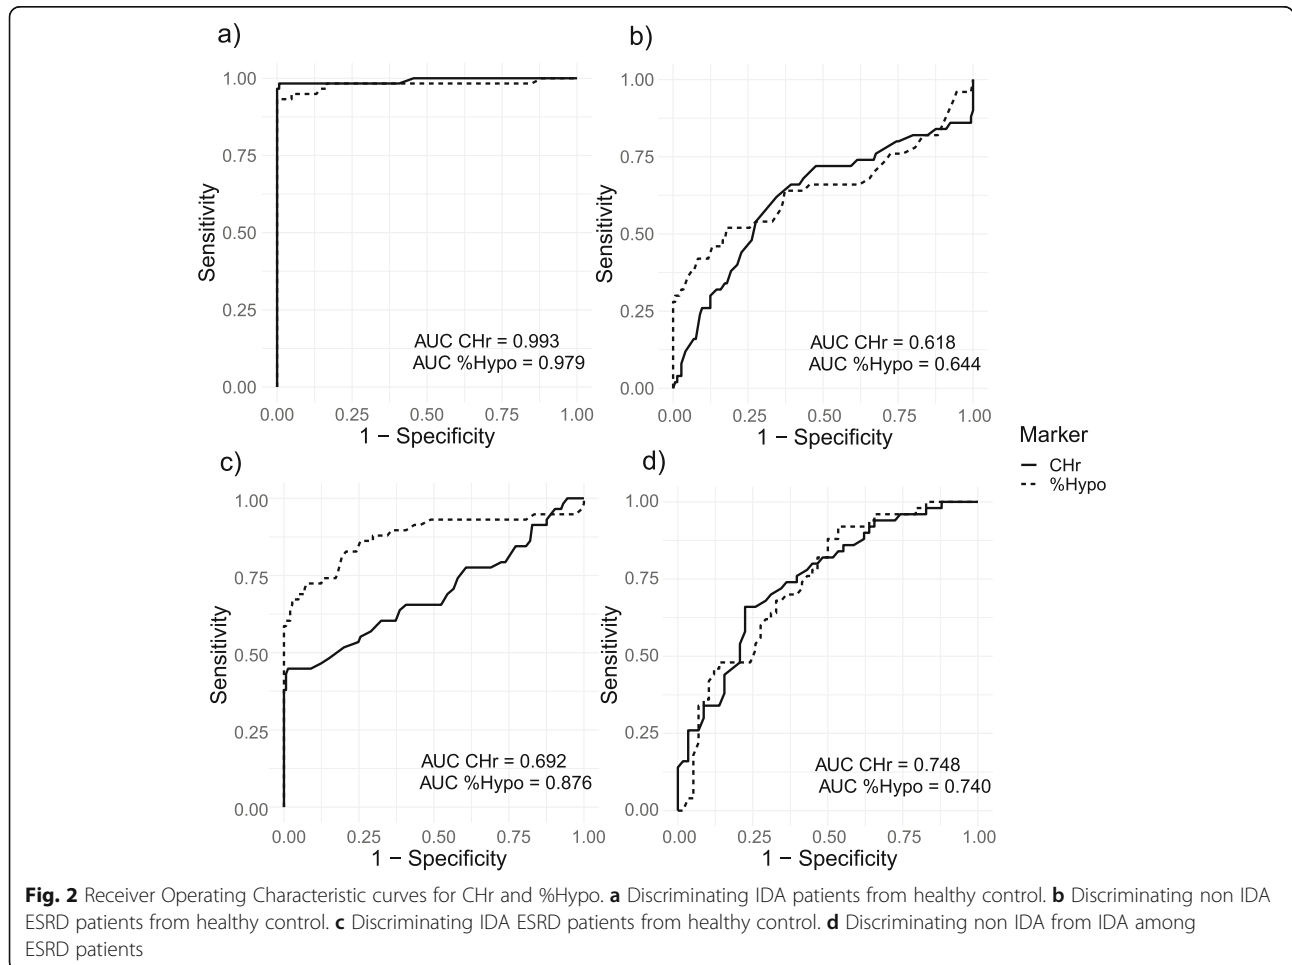 a)
1.00
0.75
0.50
0.25
0.00
Sensitivity
AUC CHr = 0.993
AUC %Hypo = 0.979
0.00 0.25 0.50 0.75 1.00
1 − Specificity
b)
1.00
0.75
0.50
0.25
0.00
Sensitivity
AUC CHr = 0.618
AUC %Hypo = 0.644
0.00 0.25 0.50 0.75 1.00
1 − Specificity
Marker
CHr
%Hypo
c)
1.00
0.75
0.50
0.25
0.00
Sensitivity
AUC CHr = 0.692
AUC %Hypo = 0.876
0.00 0.25 0.50 0.75 1.00
1 − Specificity
d)
1.00
0.75
0.50
0.25
0.00
Sensitivity
AUC CHr = 0.748
AUC %Hypo = 0.740
0.00 0.25 0.50 0.75 1.00
1 − Specificity
Fig. 2 Receiver Operating Characteristic curves for CHr and %Hypo. a Discriminating IDA patients from healthy control. b Discriminating non IDA
ESRD patients from healthy control. c Discriminating IDA ESRD patients from healthy control. d Discriminating non IDA from IDA among
ESRD patients